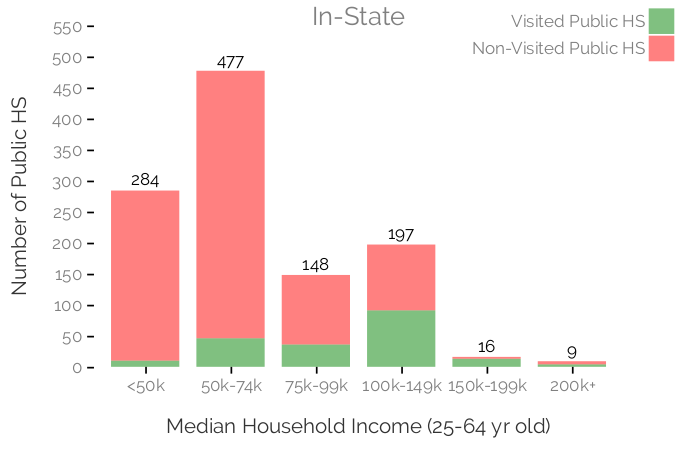 In-State
Visited Public HS
Non-Visited Public HS
Number of Public HS
550
500
450
400
350
300
250
200
150
100
50
0
284
477
148
197
16
9
<50k
50k-74k
75k-99k
100k-149k
150k-199k
200k+
Median Household Income (25-64 yr old)